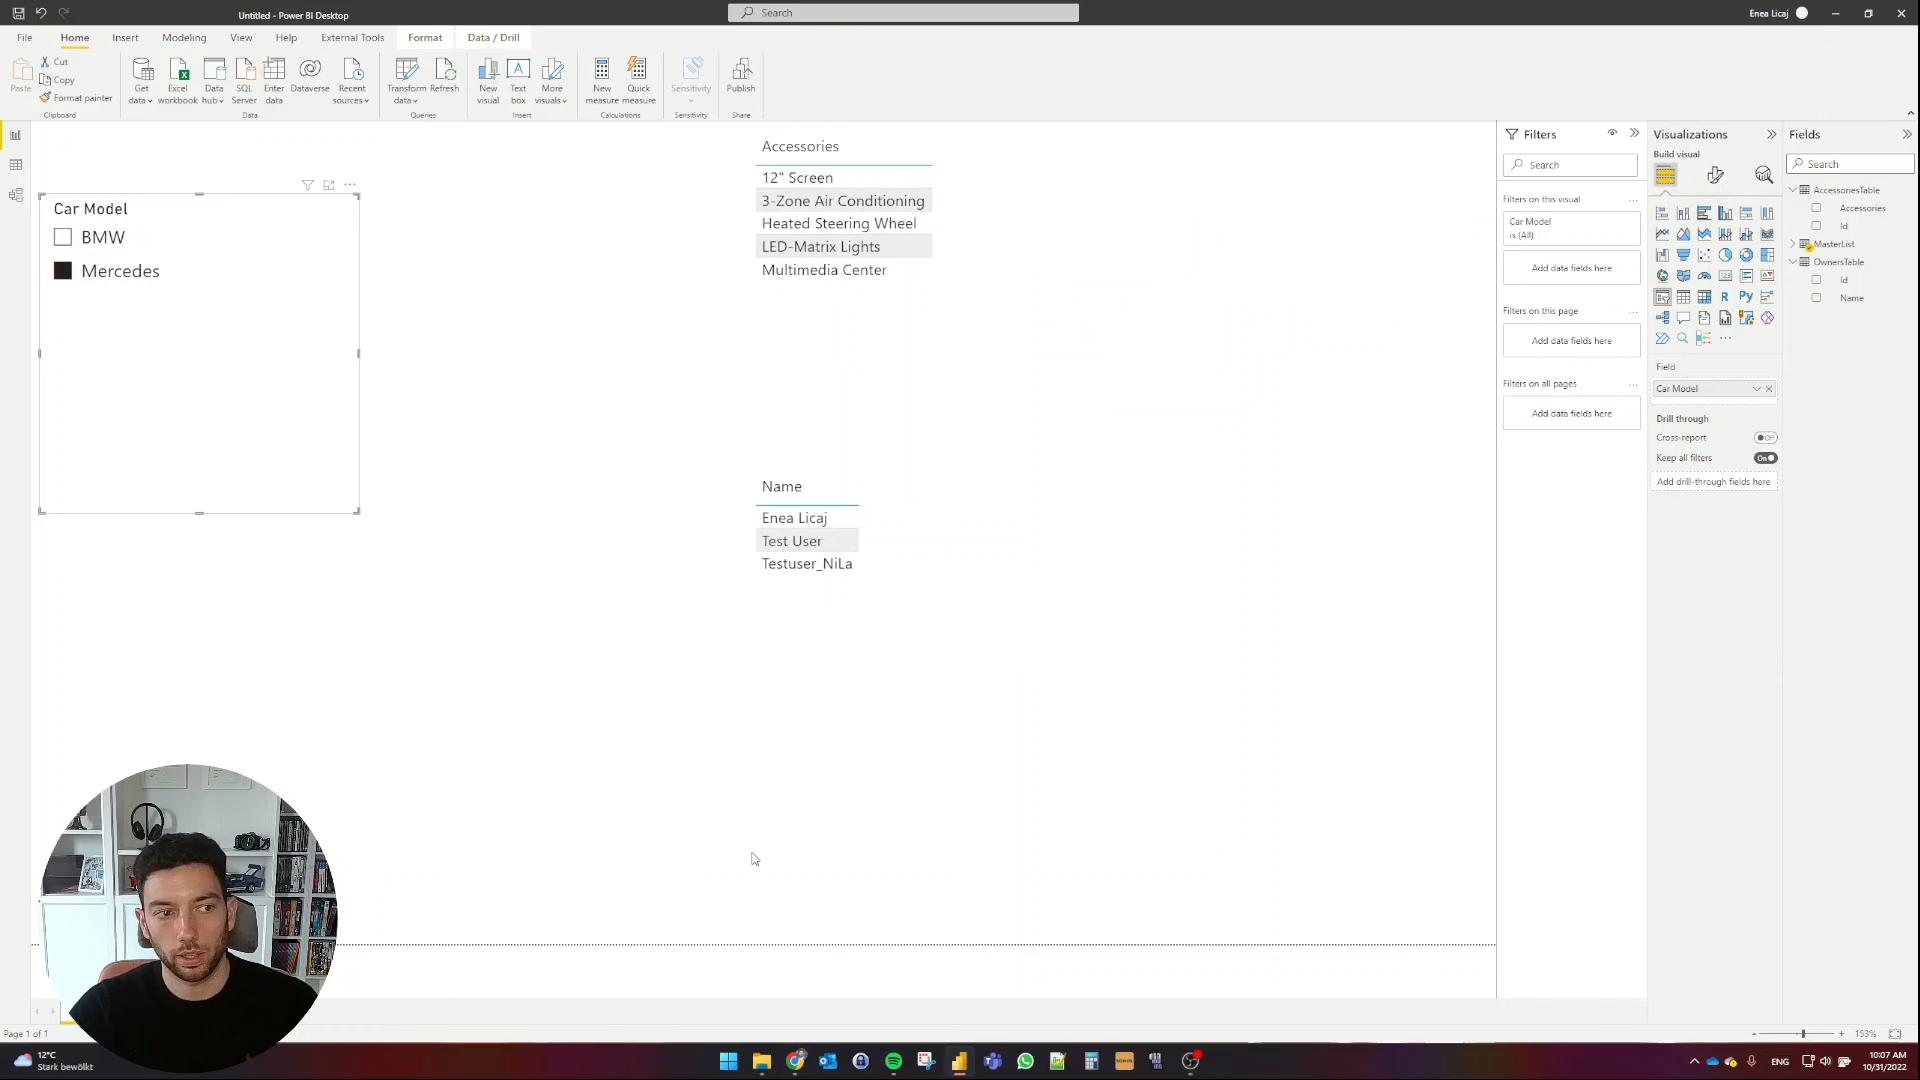 Untitled - Power BI Desktop
Search
Enea Licaj
File
Home
Insert
Modeling
View
Help
External Tools
Format
Data / Drill
Paste
Cut
Copy
Format painter
Clipboard
Get data
Excel workbook
Data hub
SQL Server
Enter data
Dataverse
Recent sources
Data
Transform data
Refresh
Queries
New visual
Text box
More visuals
Insert
New measure
Quick measure
Calculations
Sensitivity
Sensitivity
Publish
Share
Car Model
BMW
Mercedes
Accessories
12" Screen
3-Zone Air Conditioning
Heated Steering Wheel
LED-Matrix Lights
Multimedia Center
Name
Enea Licaj
Test User
Testuser_NiLa
Filters
Search
Filters on this visual
Car Model
is (All)
Add data fields here
Filters on this page
Add data fields here
Filters on all pages
Add data fields here
Visualizations
Build visual
R
Py
123
Field
Car Model
Drill through
Cross-report
Off
Keep all filters
On
Add drill-through fields here
Fields
Search
AccessoriesTable
Accessories
Id
MasterList
OwnersTable
Id
Name
Page 1 of 1
153%
12°C
Stark bewölkt
ENG
10:07 AM
10/31/2022